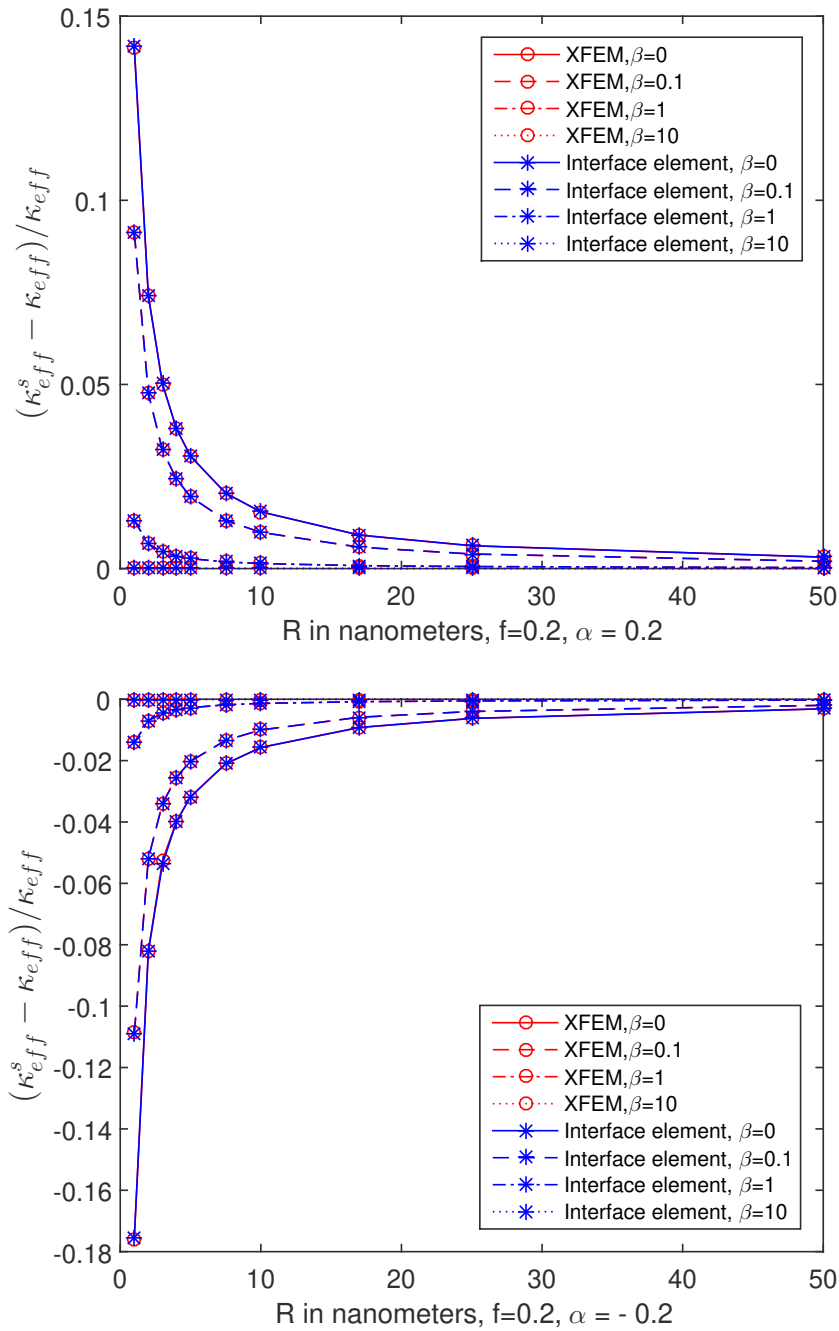 0.15
0.1
0.05
0
(κ^s_eff − κ_eff)/κ_eff
XFEM,β=0
XFEM,β=0.1
XFEM,β=1
XFEM,β=10
Interface element, β=0
Interface element, β=0.1
Interface element, β=1
Interface element, β=10
0 10 20 30 40 50
R in nanometers, f=0.2, α = 0.2
0
-0.02
-0.04
-0.06
-0.08
-0.1
-0.12
-0.14
-0.16
-0.18
(κ^s_eff − κ_eff)/κ_eff
XFEM,β=0
XFEM,β=0.1
XFEM,β=1
XFEM,β=10
Interface element, β=0
Interface element, β=0.1
Interface element, β=1
Interface element, β=10
0 10 20 30 40 50
R in nanometers, f=0.2, α = - 0.2